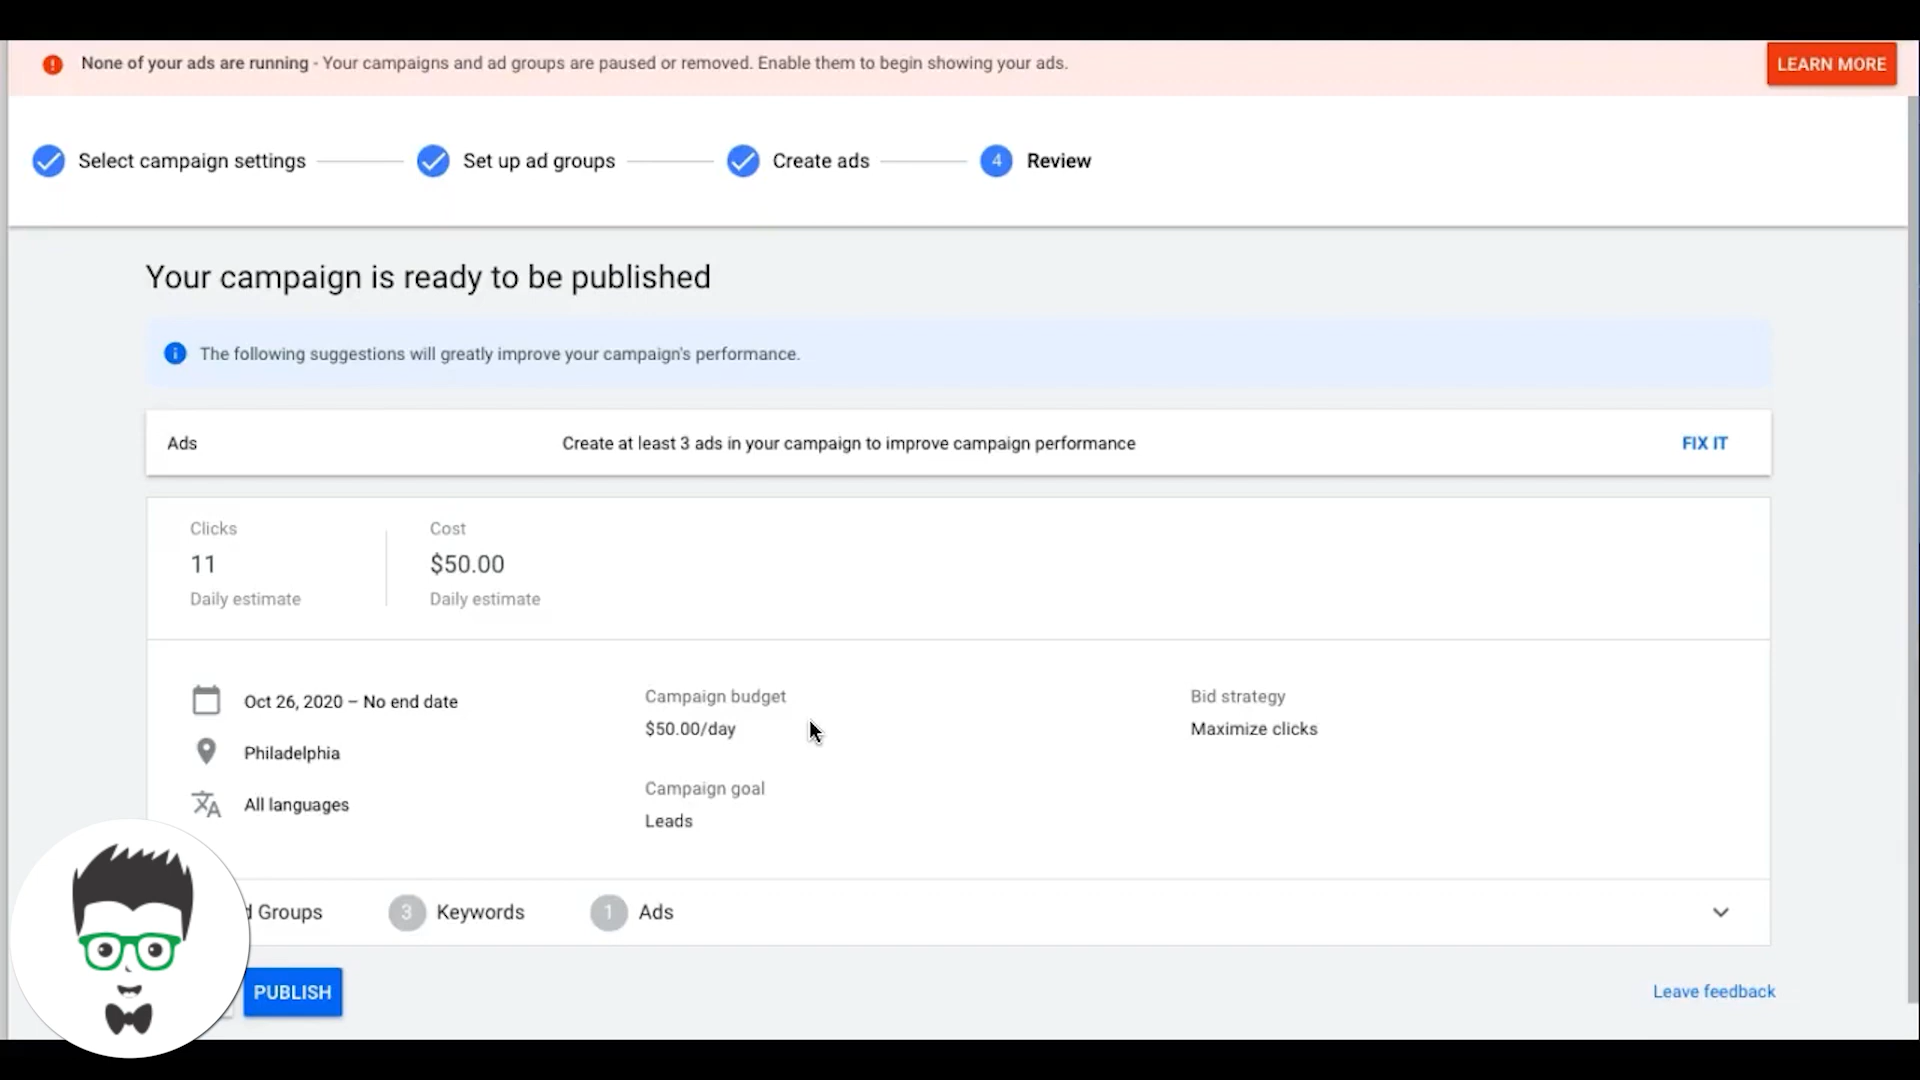 None of your ads are running - Your campaigns and ad groups are paused or removed. Enable them to begin showing your ads.
LEARN MORE
Select campaign settings
Set up ad groups
Create ads
4 Review
Your campaign is ready to be published
The following suggestions will greatly improve your campaign's performance.
Ads
Create at least 3 ads in your campaign to improve campaign performance
FIX IT
Clicks
11
Daily estimate
Cost
$50.00
Daily estimate
Oct 26, 2020 – No end date
Philadelphia
All languages
Campaign budget
$50.00/day
Campaign goal
Leads
Bid strategy
Maximize clicks
Groups
3 Keywords
1 Ads
PUBLISH
Leave feedback